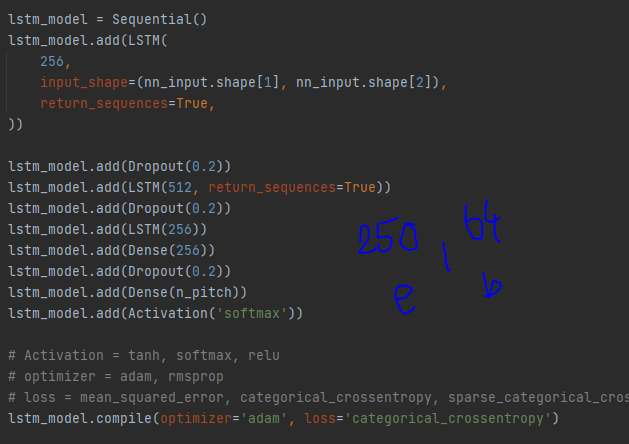 lstm_model = Sequential()
lstm_model.add(LSTM(
    256,
    input_shape=(nn_input.shape[1], nn_input.shape[2]),
    return_sequences=True,
))
lstm_model.add(Dropout(0.2))
lstm_model.add(LSTM(512, return_sequences=True))
lstm_model.add(Dropout(0.2))
lstm_model.add(LSTM(256))
lstm_model.add(Dense(256))
lstm_model.add(Dropout(0.2))
lstm_model.add(Dense(n_pitch))
lstm_model.add(Activation('softmax'))
250 , 64
e b
# Activation = tanh, softmax, relu
# optimizer = adam, rmsprop
# loss = mean_squared_error, categorical_crossentropy, sparse_categorical_cros
lstm_model.compile(optimizer='adam', loss='categorical_crossentropy')